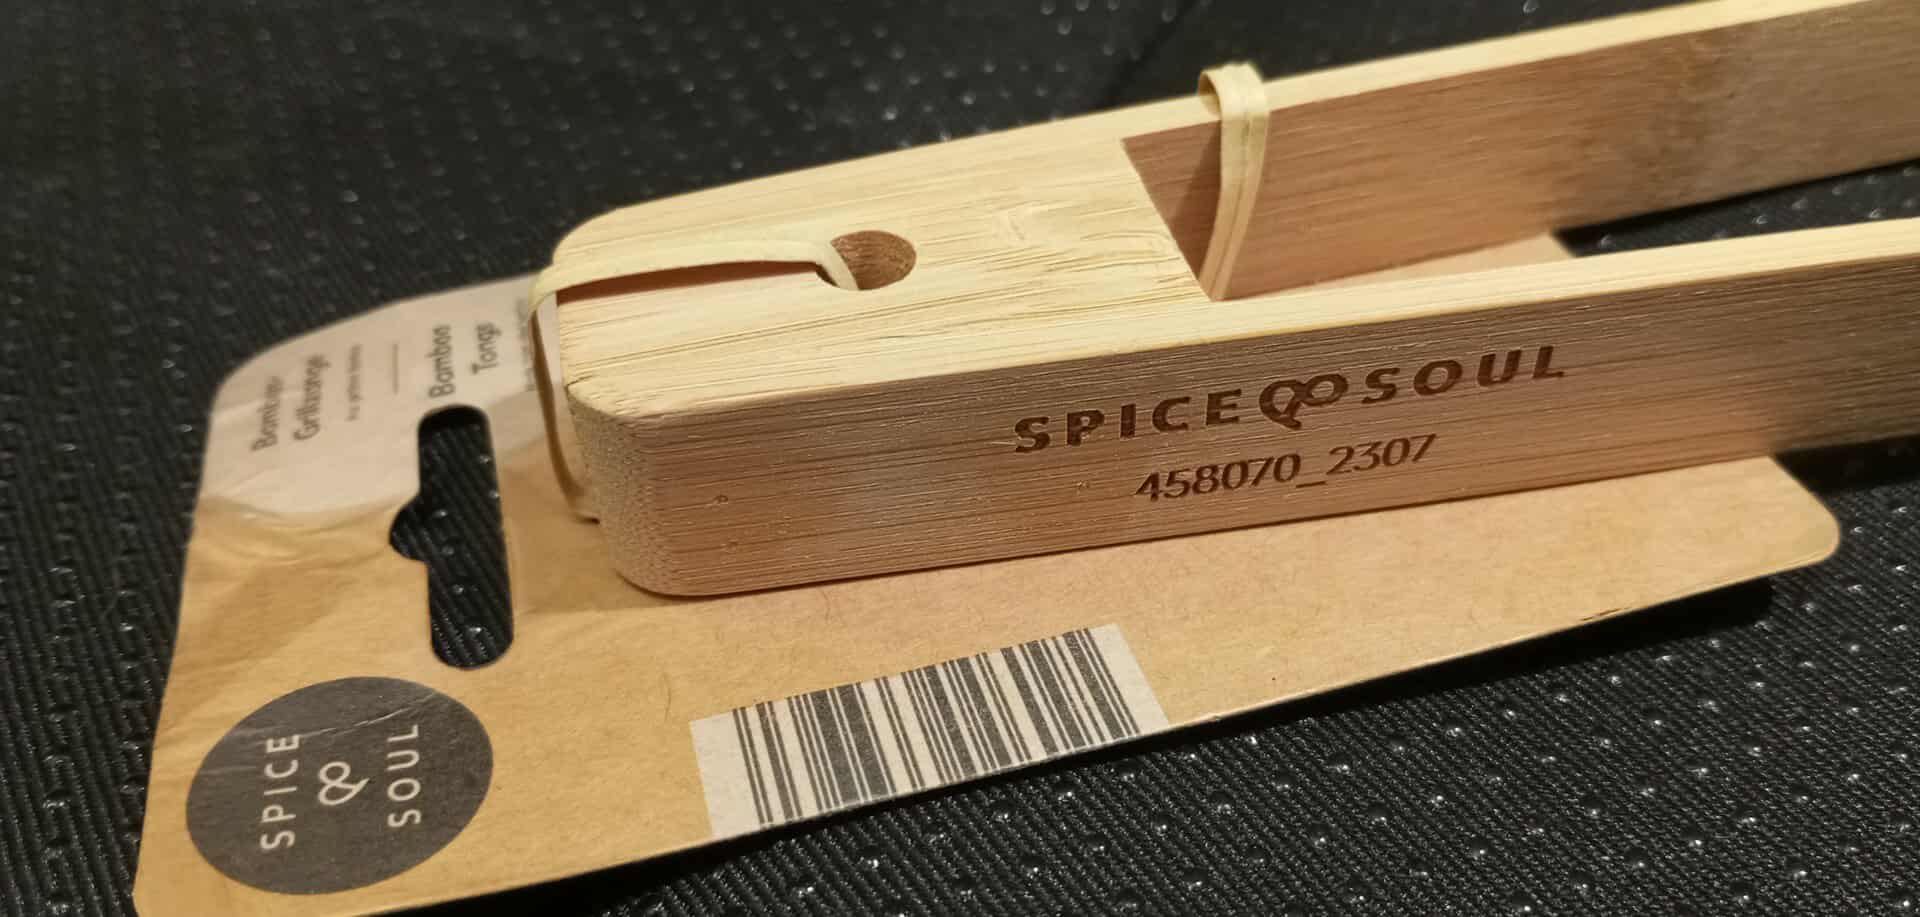 SPICE & SOUL
458070_2307
Bambus-
Grillzange
Bamboo
Tongs
SPICE
&
SOUL